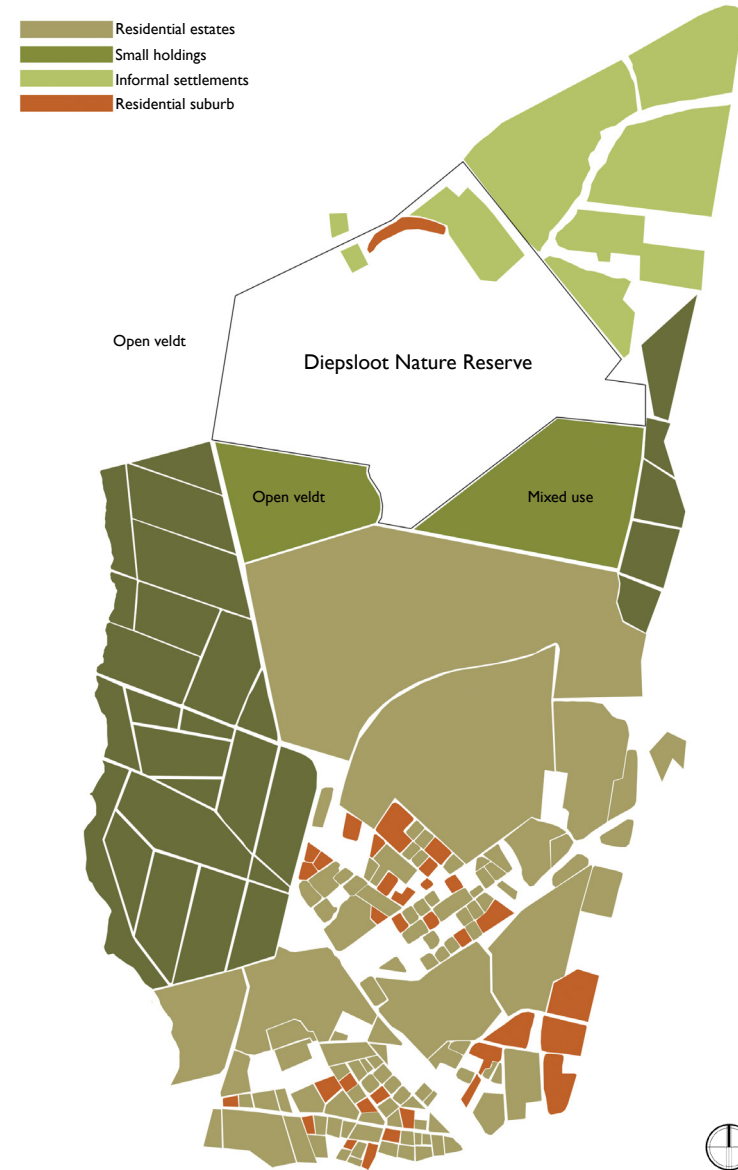 Residential estates
Small holdings
Informal settlements
Residential suburb
Open veldt
Diepsloot Nature Reserve
Open veldt
Mixed use